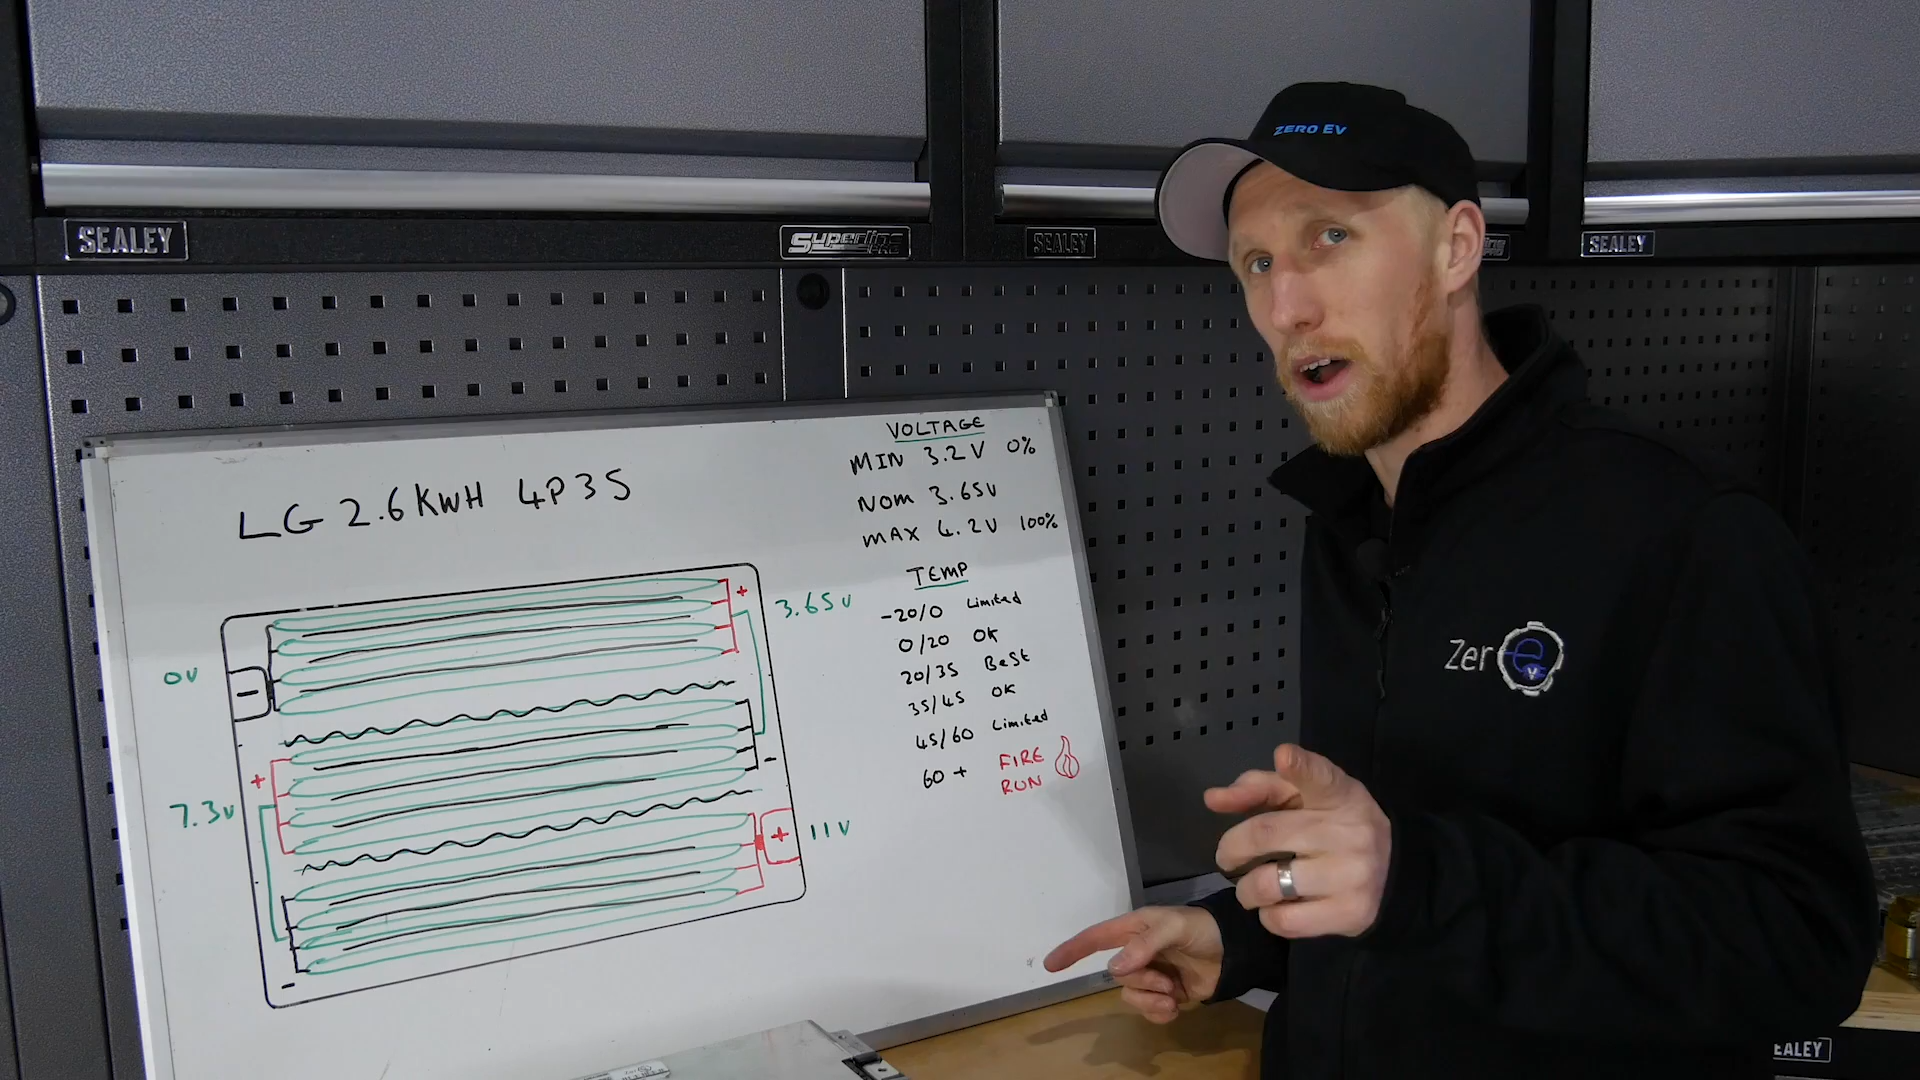 ZERO EV
SEALEY
Superline PRO
SEALEY
SEALEY
LG 2.6 KWH 4P3S
VOLTAGE
MIN 3.2V 0%
NOM 3.65V
MAX 4.2V 100%
TEMP
-20/0 Limited
0/20 OK
20/35 BeSt
35/45 OK
45/60 Limited
60 + FIRE
RUN
+
3.65V
0V
-
+
7.3V
-
+
11V
-
Zer e V
EALEY